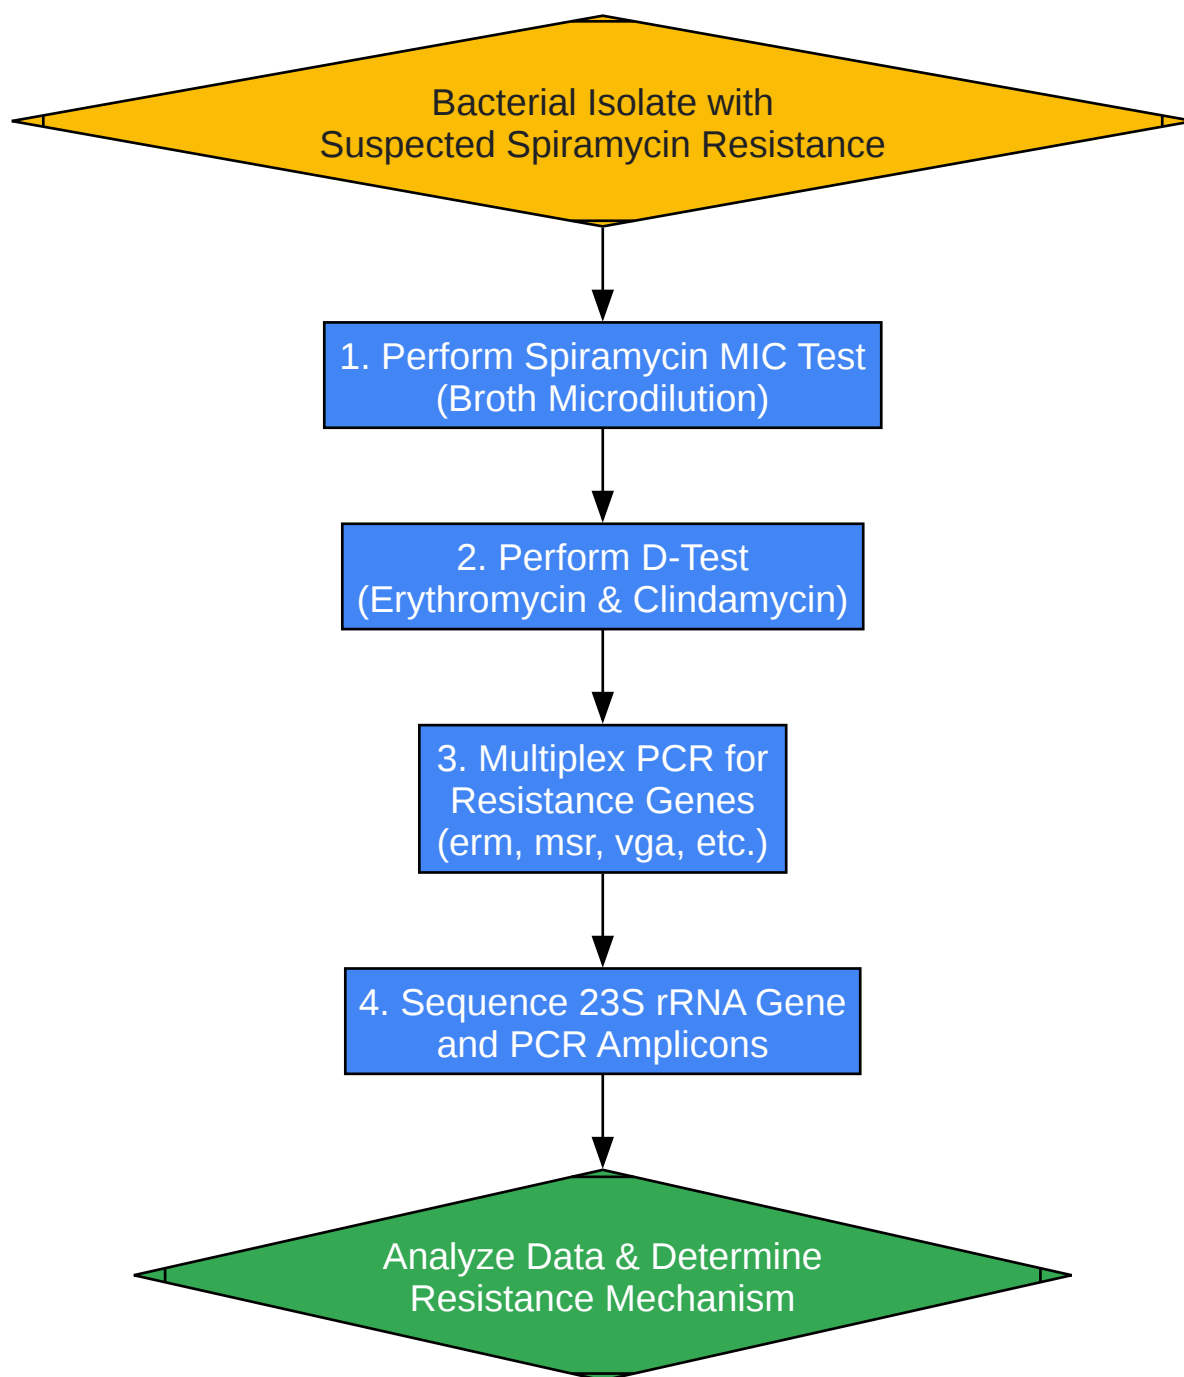 Bacterial Isolate with
Suspected Spiramycin Resistance
1. Perform Spiramycin MIC Test
(Broth Microdilution)
2. Perform D-Test
(Erythromycin & Clindamycin)
3. Multiplex PCR for
Resistance Genes
(erm, msr, vga, etc.)
4. Sequence 23S rRNA Gene
and PCR Amplicons
Analyze Data & Determine
Resistance Mechanism